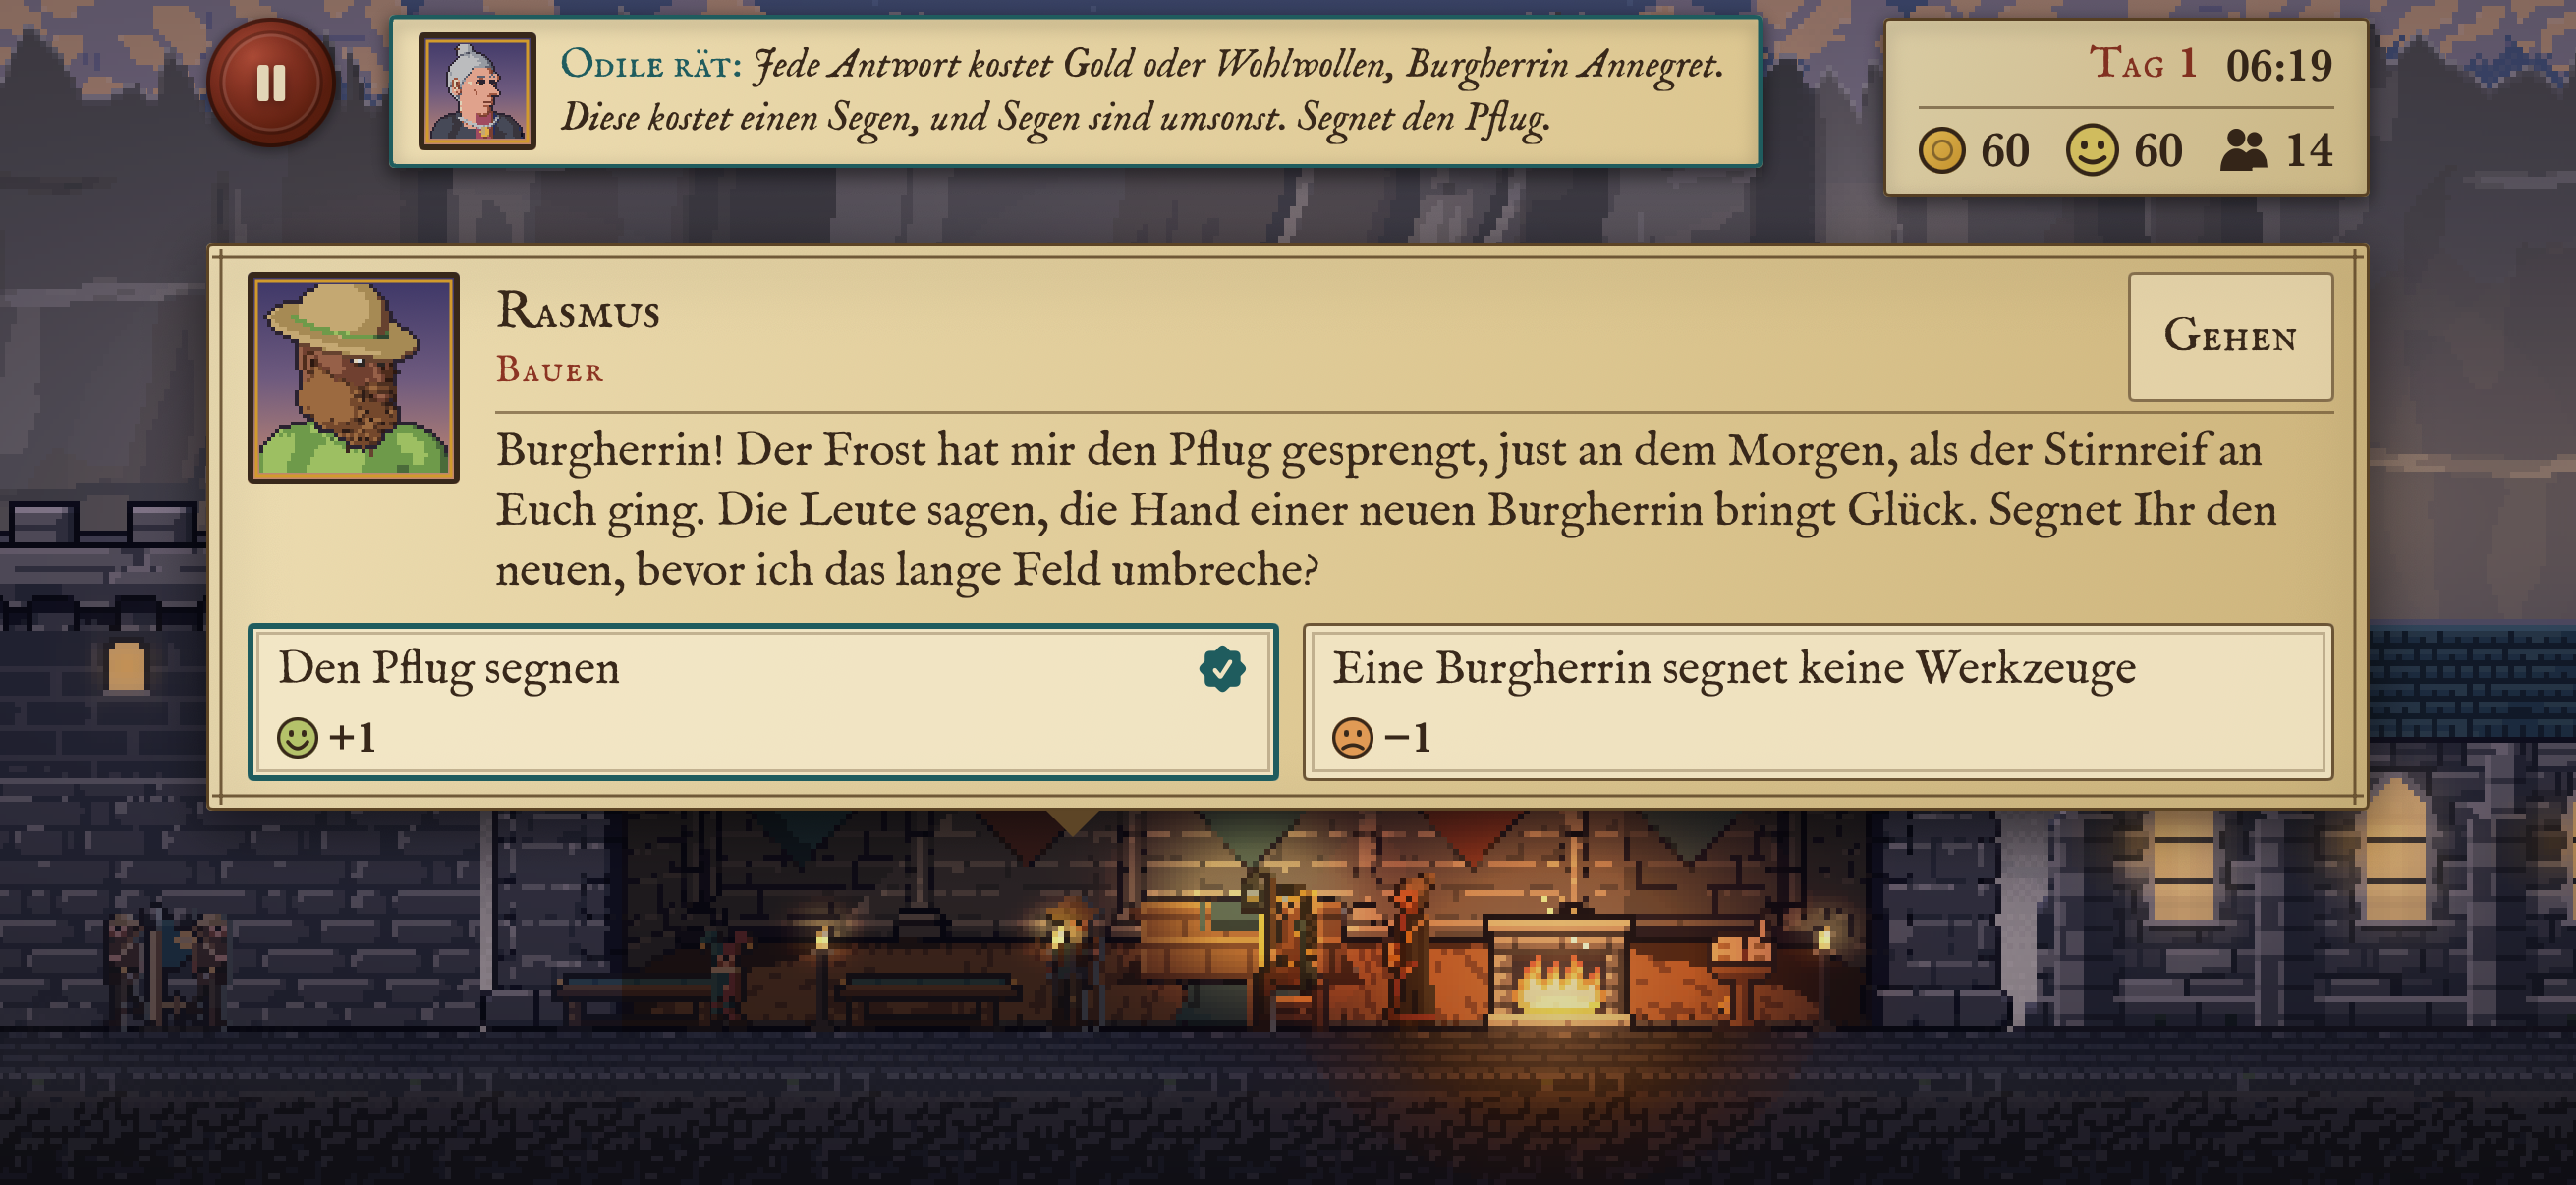 Odile rät: Jede Antwort kostet Gold oder Wohlwollen, Burgherrin Annegret.
Diese kostet einen Segen, und Segen sind umsonst. Segnet den Pflug.
Tag 1 06:19
60 60 14
Rasmus
Bauer
Gehen
Burgherrin! Der Frost hat mir den Pflug gesprengt, just an dem Morgen, als der Stirnreif an
Euch ging. Die Leute sagen, die Hand einer neuen Burgherrin bringt Glück. Segnet Ihr den
neuen, bevor ich das lange Feld umbreche?
Den Pflug segnen
+1
Eine Burgherrin segnet keine Werkzeuge
−1